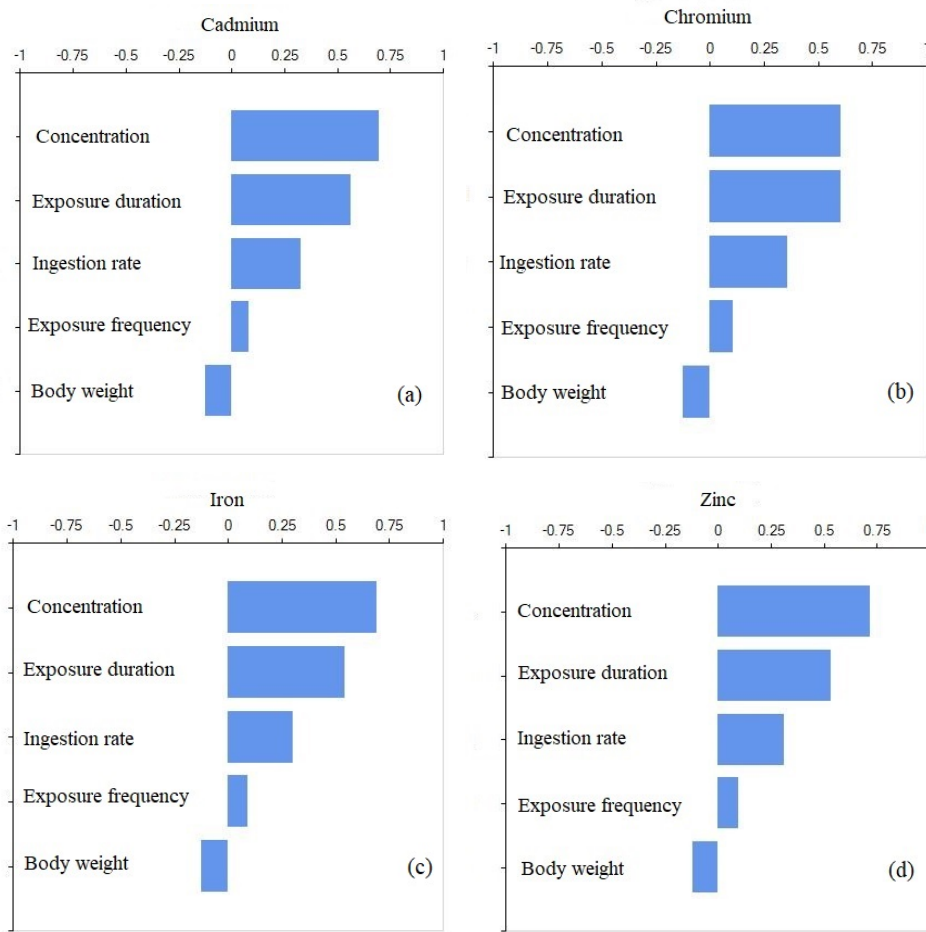 Cadmium
-1 -0.75 -0.5 -0.25 0 0.25 0.5 0.75 1
Concentration
Exposure duration
Ingestion rate
Exposure frequency
Body weight
(a)
Chromium
-1 -0.75 -0.5 -0.25 0 0.25 0.5 0.75
Concentration
Exposure duration
Ingestion rate
Exposure frequency
Body weight
(b)
Iron
-1 -0.75 -0.5 -0.25 0 0.25 0.5 0.75 1
Concentration
Exposure duration
Ingestion rate
Exposure frequency
Body weight
(c)
Zinc
-1 -0.75 -0.5 -0.25 0 0.25 0.5 0.75
Concentration
Exposure duration
Ingestion rate
Exposure frequency
Body weight
(d)